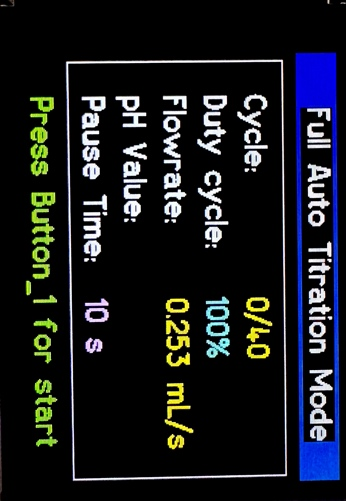 Full Auto Titration Mode
Cycle: 0/40
Duty cycle: 100%
Flowrate: 0.253 mL/s
pH Value:
Pause Time: 10 s
Press Button_1 for start